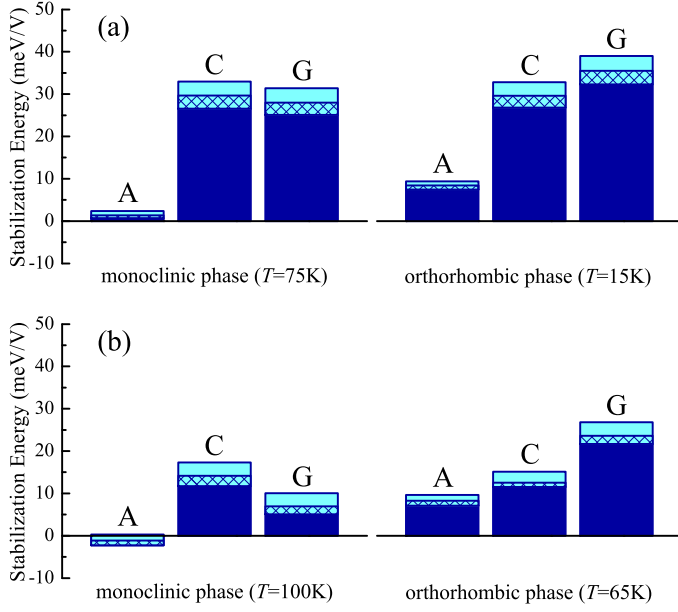 (a)
Stabilization Energy (meV/V)
50
40
30
20
10
0
-10
A
C
G
A
C
G
monoclinic phase (T=75K)
orthorhombic phase (T=15K)
(b)
Stabilization Energy (meV/V)
50
40
30
20
10
0
-10
A
C
G
A
C
G
monoclinic phase (T=100K)
orthorhombic phase (T=65K)